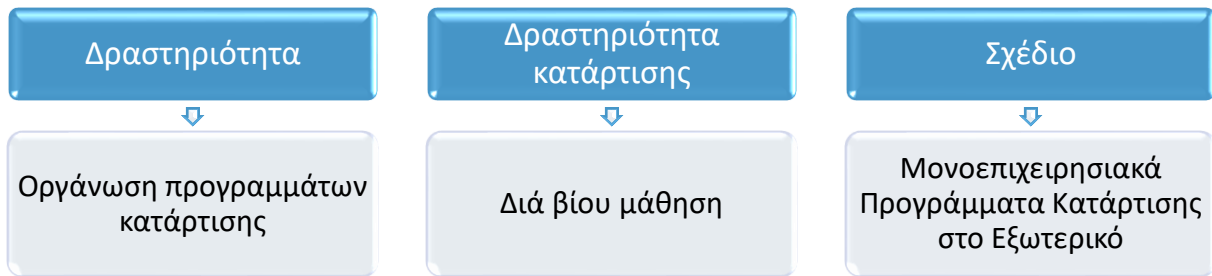 Δραστηριότητα
Οργάνωση προγραμμάτων
κατάρτισης
Δραστηριότητα
κατάρτισης
Διά βίου μάθηση
Σχέδιο
Μονοεπιχειρησιακά
Προγράμματα Κατάρτισης
στο Εξωτερικό